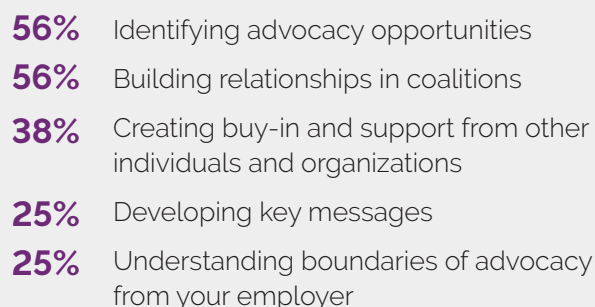 56% Identifying advocacy opportunities
56% Building relationships in coalitions
38% Creating buy-in and support from other
individuals and organizations
25% Developing key messages
25% Understanding boundaries of advocacy
from your employer